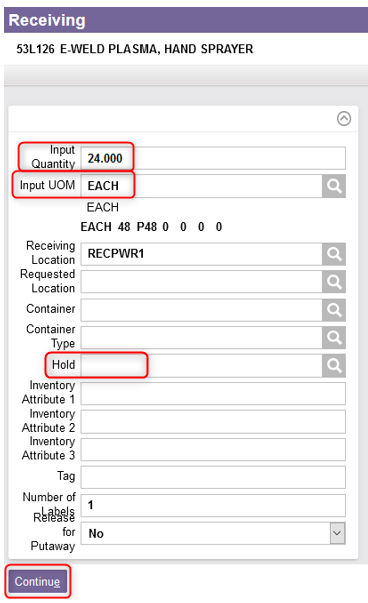 Receiving
53L126 E-WELD PLASMA, HAND SPRAYER
Input Quantity 24.000
Input UOM EACH
EACH
EACH 48 P48 0 0 0 0
Receiving Location RECPWR1
Requested Location
Container
Container Type
Hold
Inventory Attribute 1
Inventory Attribute 2
Inventory Attribute 3
Tag
Number of Labels 1
Release for Putaway No
Continue